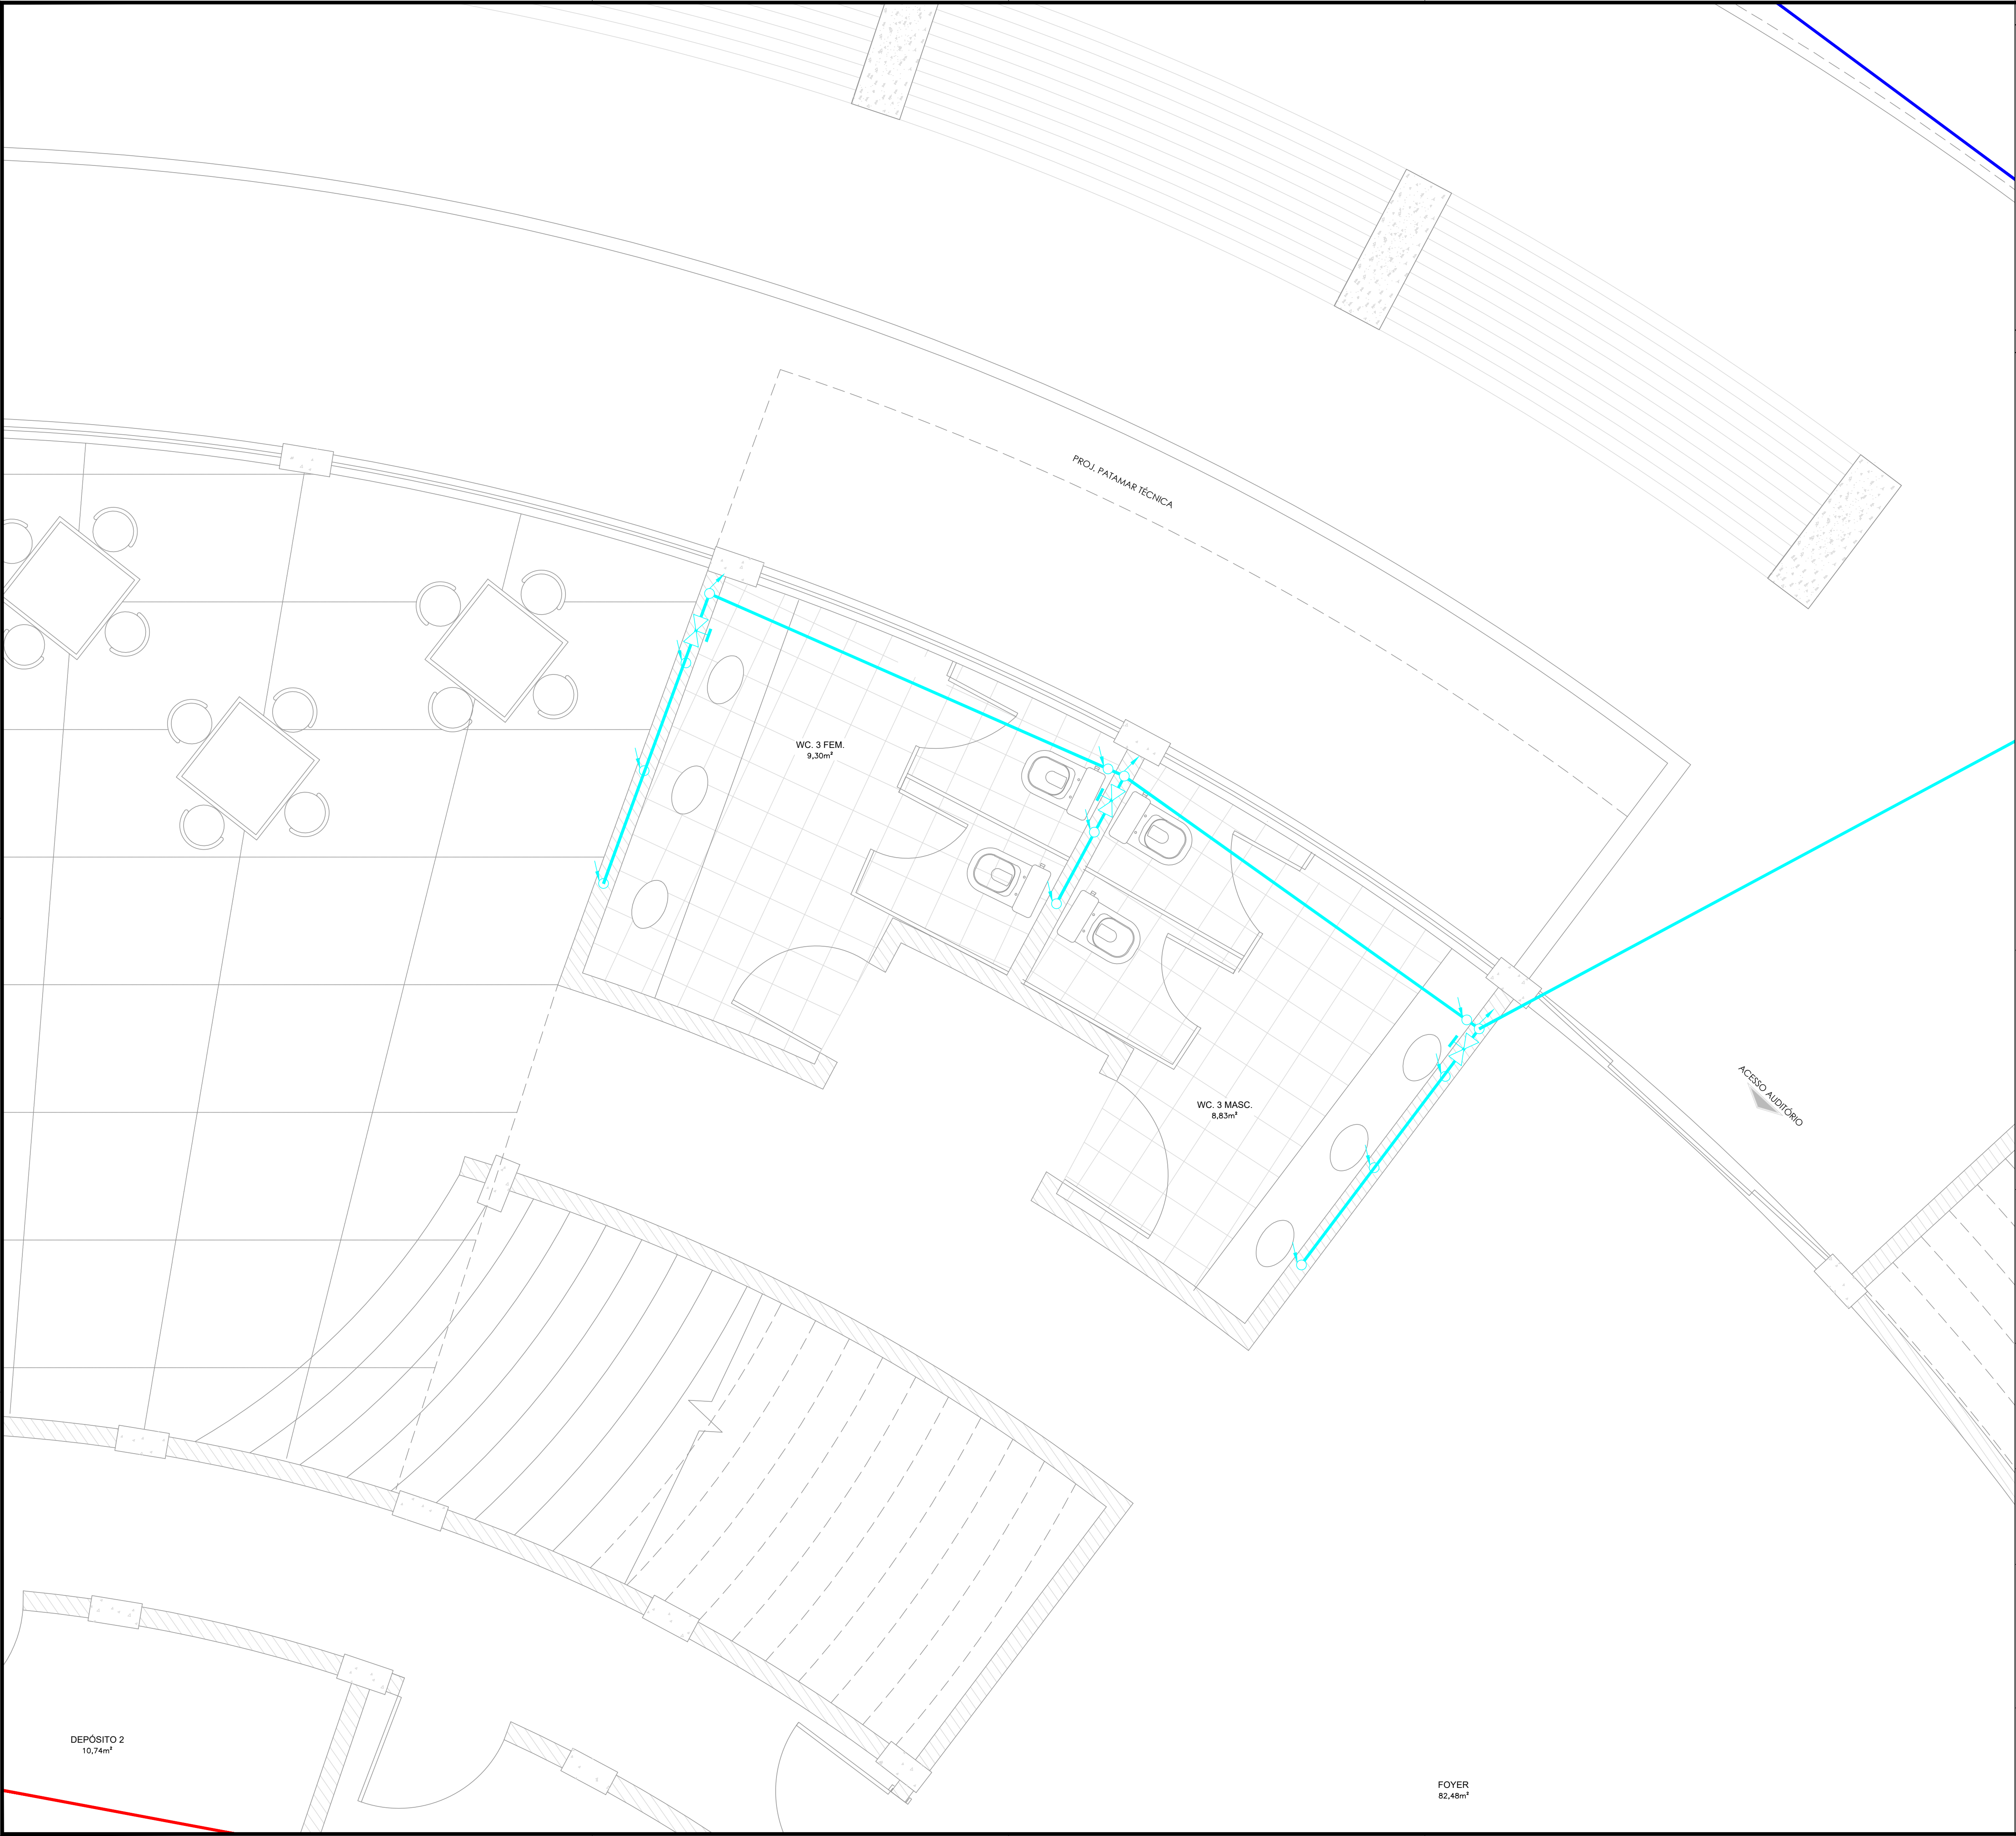 PROJ. PATAMAR TÉCNICA
WC. 3 FEM.
9,30m²
WC. 3 MASC.
8,83m²
ACESSO AUDITÓRIO
DEPÓSITO 2
10,74m²
FOYER
82,48m²